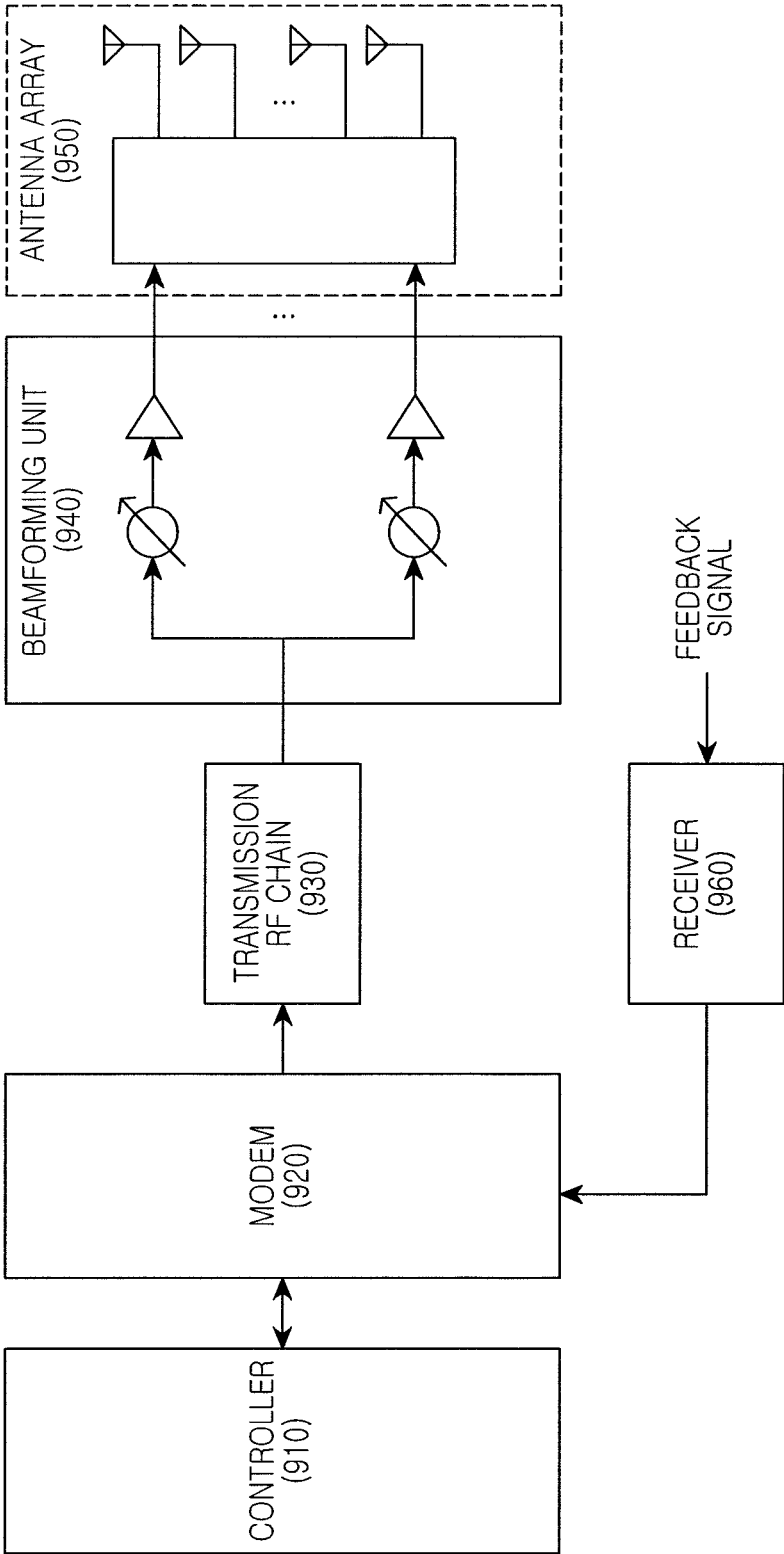 CONTROLLER
(910)
MODEM
(920)
TRANSMISSION
RF CHAIN
(930)
BEAMFORMING UNIT
(940)
...
ANTENNA ARRAY
(950)
...
RECEIVER
(960)
FEEDBACK
SIGNAL